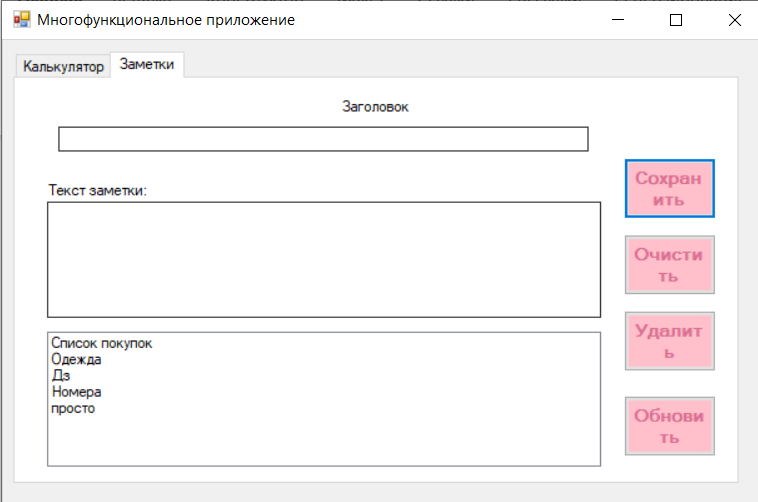 Многофункциональное приложение
Калькулятор
Заметки
Заголовок
Сохран
ить
Текст заметки:
Очисти
ть
Удалит
ь
Список покупок
Одежда
Дз
Номера
просто
Обнови
ть